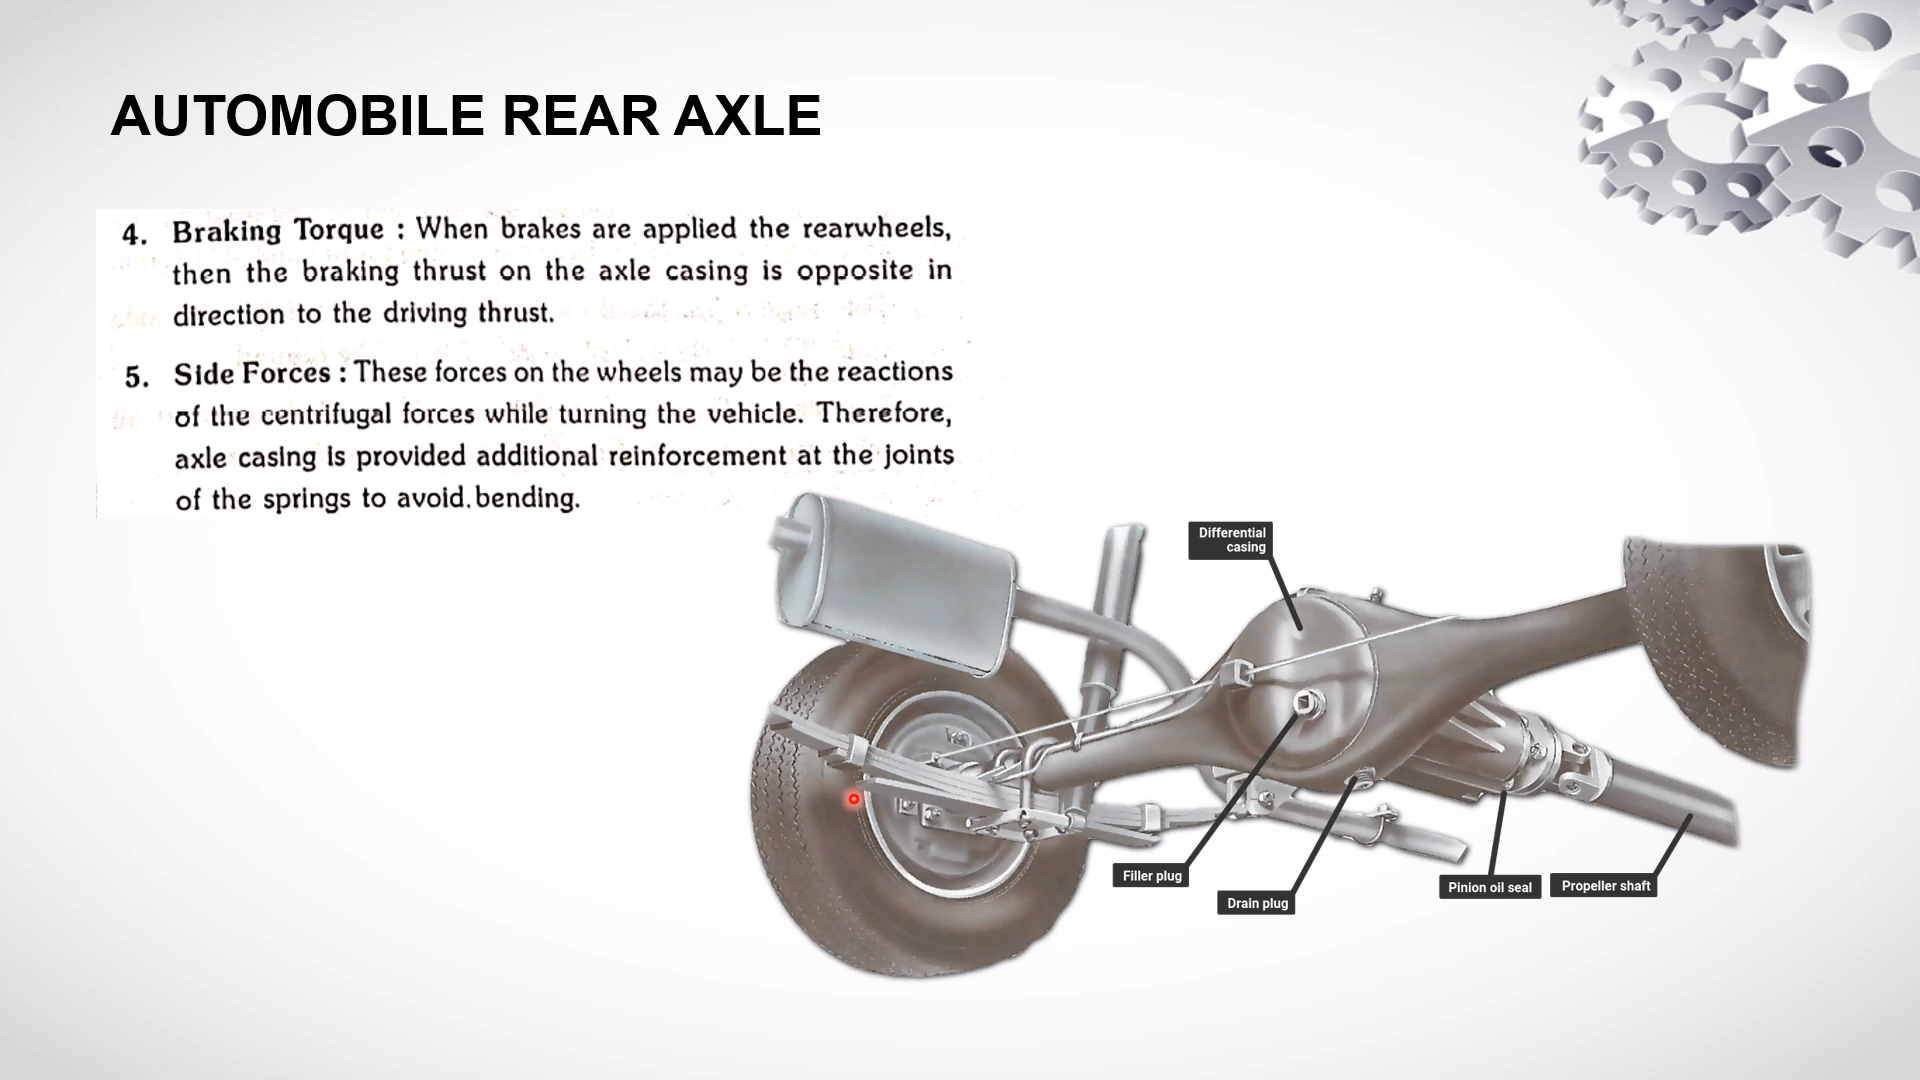 AUTOMOBILE REAR AXLE
4. Braking Torque : When brakes are applied the rearwheels,
then the braking thrust on the axle casing is opposite in
direction to the driving thrust.
5. Side Forces : These forces on the wheels may be the reactions
of the centrifugal forces while turning the vehicle. Therefore,
axle casing is provided additional reinforcement at the joints
of the springs to avoid. bending.
Differential
casing
Filler plug
Drain plug
Pinion oil seal
Propeller shaft